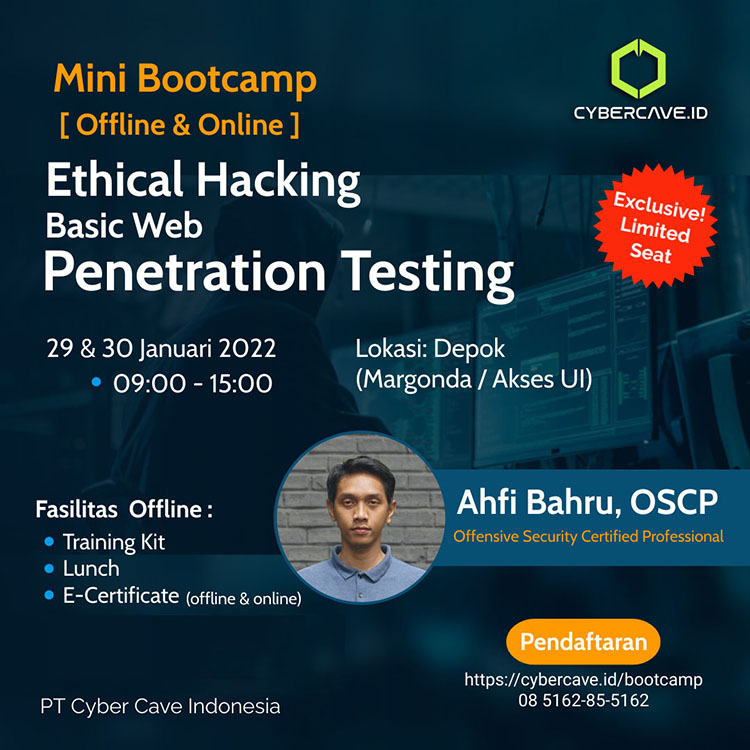 Mini Bootcamp
[ Offline & Online ]
CYBERCAVE.ID
Ethical Hacking
Basic Web
Penetration Testing
Exclusive!
Limited
Seat
29 & 30 Januari 2022
• 09:00 - 15:00
Lokasi: Depok
(Margonda / Akses UI)
Fasilitas Offline :
• Training Kit
• Lunch
• E-Certificate (offline & online)
Ahfi Bahru, OSCP
Offensive Security Certified Professional
Pendaftaran
https://cybercave.id/bootcamp
08 5162-85-5162
PT Cyber Cave Indonesia